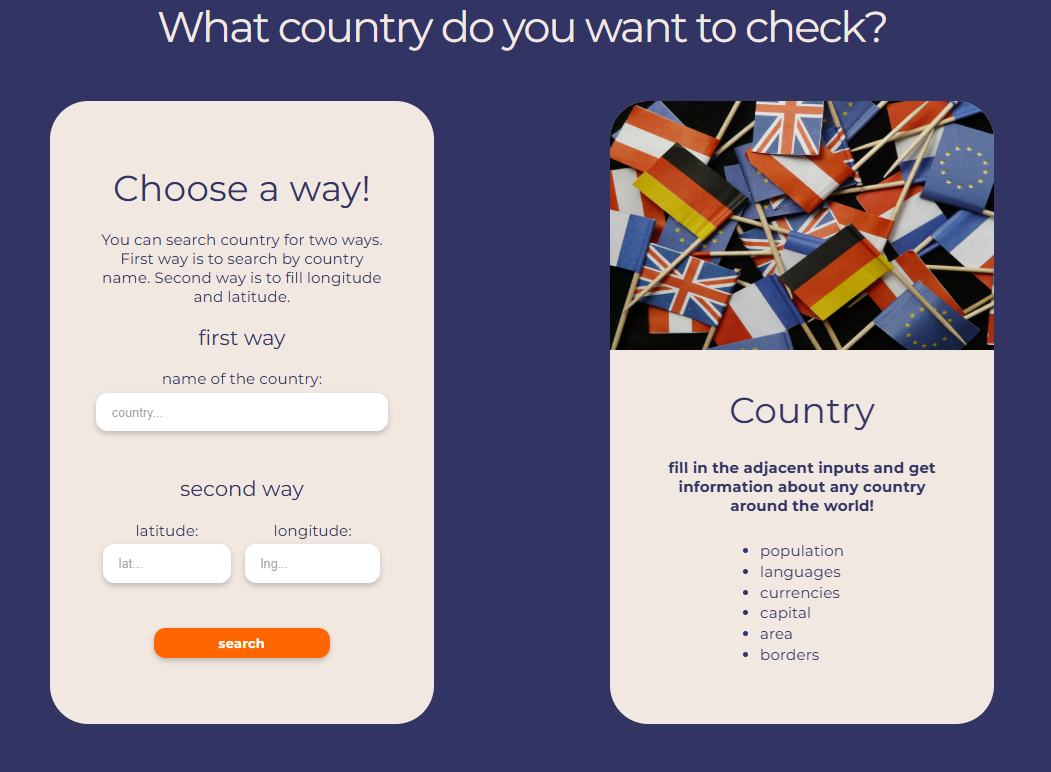 What country do you want to check?
Choose a way!
You can search country for two ways.
First way is to search by country
name. Second way is to fill longitude
and latitude.
first way
name of the country:
country...
second way
latitude: longitude:
lat... lng...
search
Country
fill in the adjacent inputs and get
information about any country
around the world!
population
languages
currencies
capital
area
borders